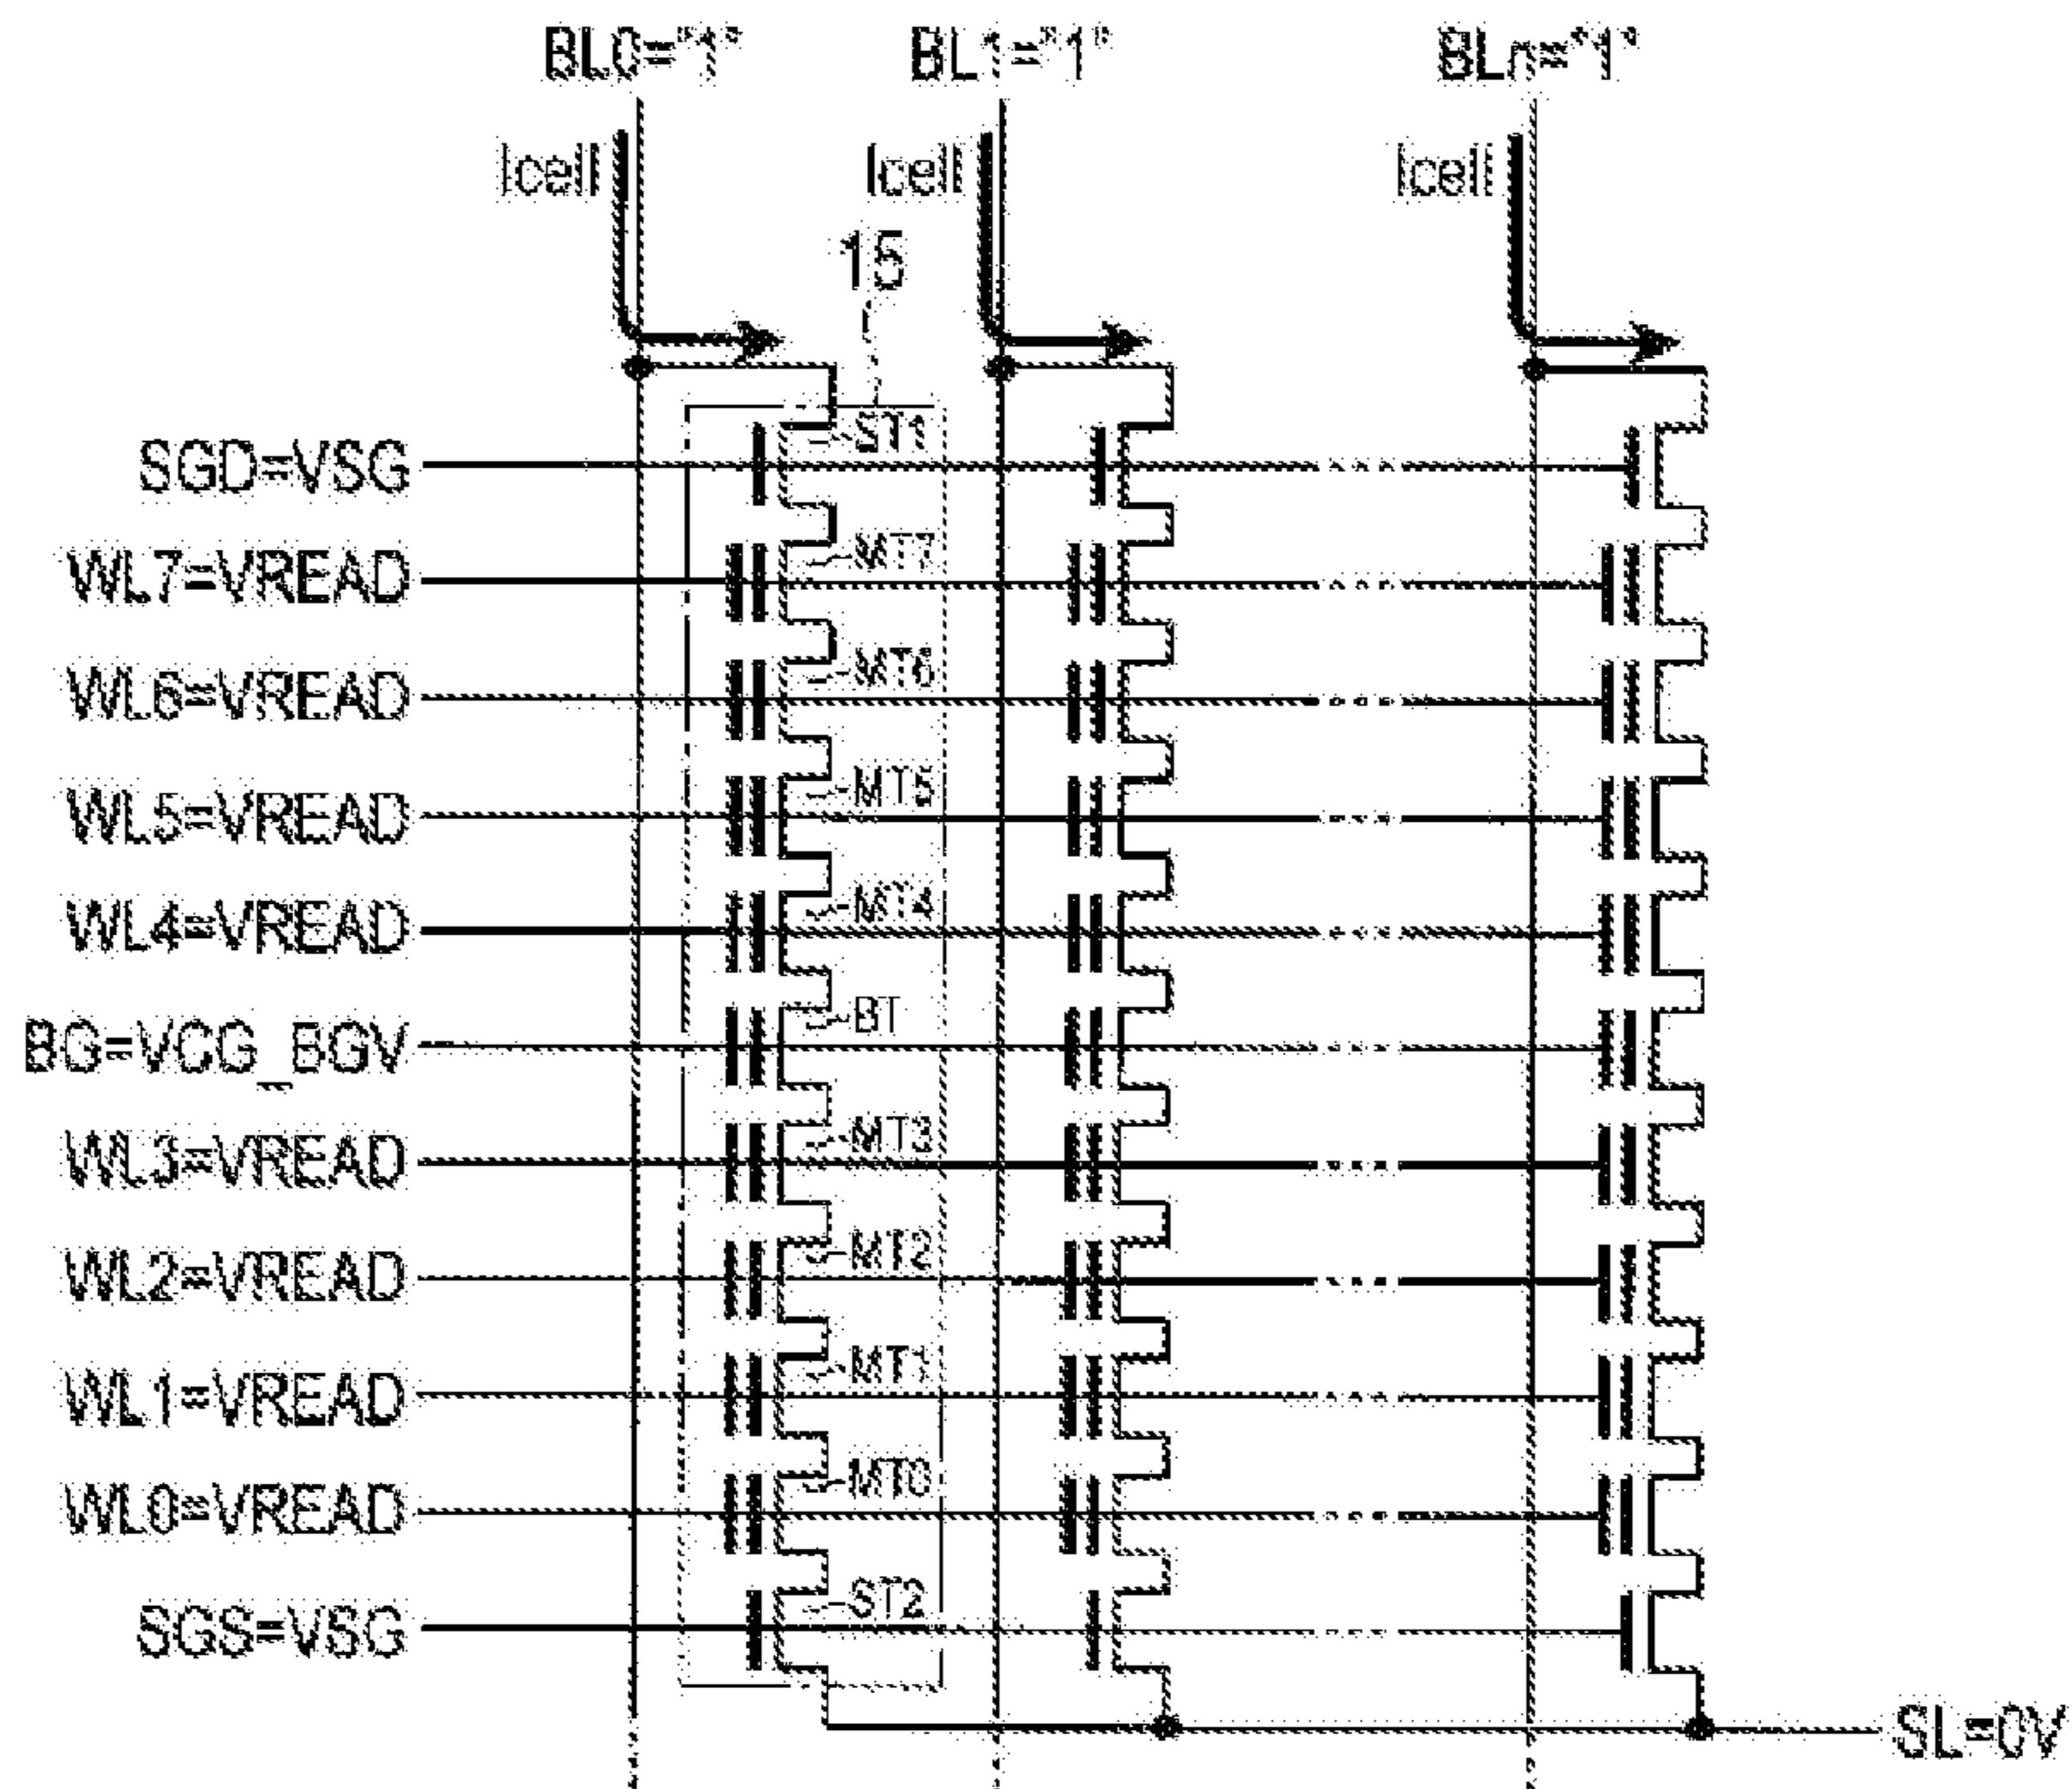 BL0="1" BL1="1" BLn="1"
Icell Icell Icell
15
SGD=VSG ST1
WL7=VREAD MT7
WL6=VREAD MT6
WL5=VREAD MT5
WL4=VREAD MT4
BG=VCG_BGV BT
WL3=VREAD MT3
WL2=VREAD MT2
WL1=VREAD MT1
WL0=VREAD MT0
SGS=VSG ST2
SL=0V